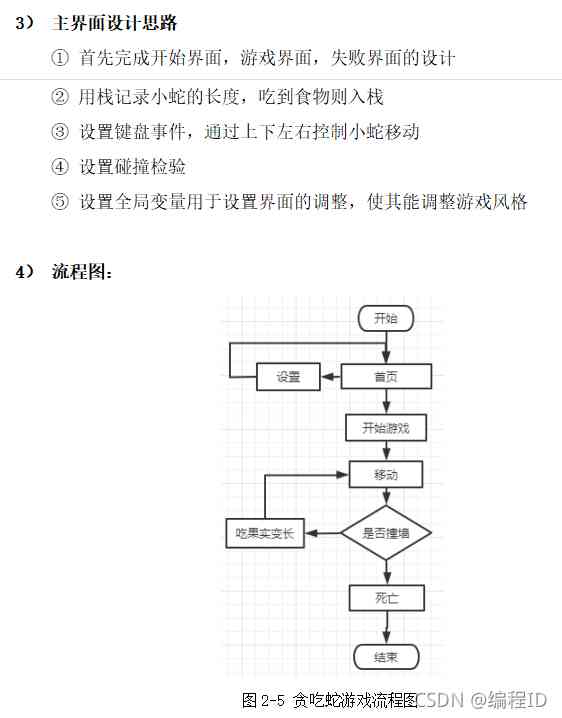 3） 主界面设计思路
① 首先完成开始界面，游戏界面，失败界面的设计
② 用栈记录小蛇的长度，吃到食物则入栈
③ 设置键盘事件，通过上下左右控制小蛇移动
④ 设置碰撞检验
⑤ 设置全局变量用于设置界面的调整，使其能调整游戏风格
4） 流程图：
开始
设置
首页
开始游戏
移动
吃果实变长
是否撞墙
死亡
结束
图 2-5 贪吃蛇游戏流程图
CSDN @编程ID